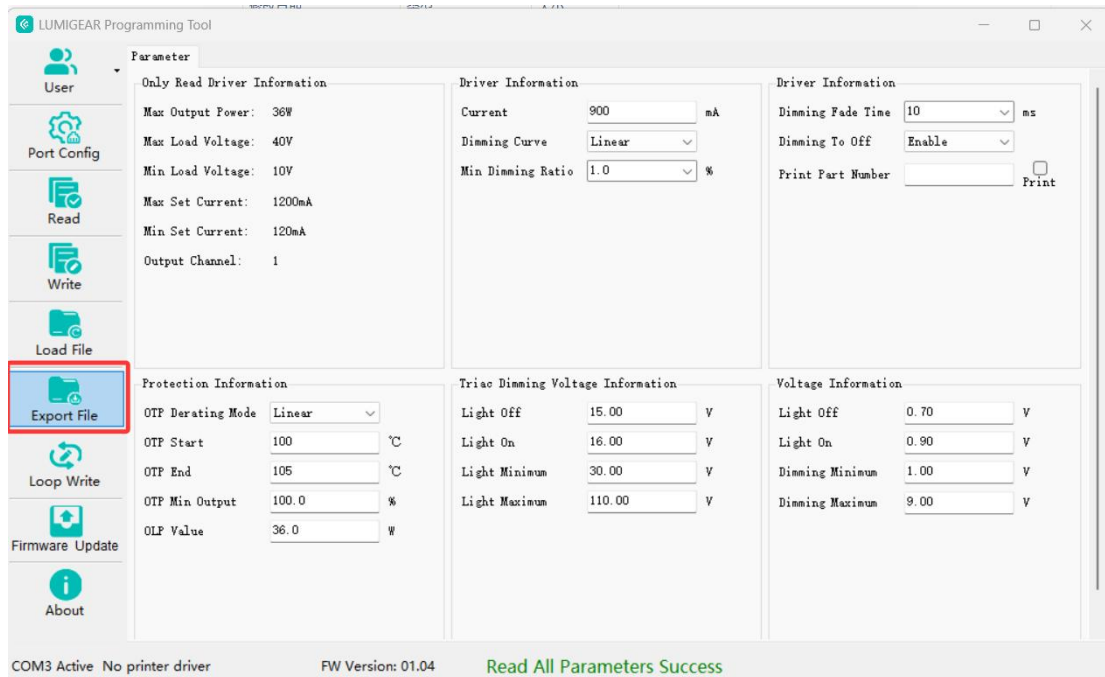 LUMIGEAR Programming Tool
User
Port Config
Read
Write
Load File
Export File
Loop Write
Firmware Update
About
Parameter
Only Read Driver Information
Max Output Power: 36W
Max Load Voltage: 40V
Min Load Voltage: 10V
Max Set Current: 1200mA
Min Set Current: 120mA
Output Channel: 1
Driver Information
Current 900 mA
Dimming Curve Linear
Min Dimming Ratio 1.0 %
Driver Information
Dimming Fade Time 10 ms
Dimming To Off Enable
Print Part Number Print
Protection Information
OTP Derating Mode Linear
OTP Start 100 ℃
OTP End 105 ℃
OTP Min Output 100.0 %
OLP Value 36.0 W
Triac Dimming Voltage Information
Light Off 15.00 V
Light On 16.00 V
Light Minimum 30.00 V
Light Maximum 110.00 V
Voltage Information
Light Off 0.70 V
Light On 0.90 V
Dimming Minimum 1.00 V
Dimming Maximum 9.00 V
COM3 Active No printer driver FW Version: 01.04 Read All Parameters Success